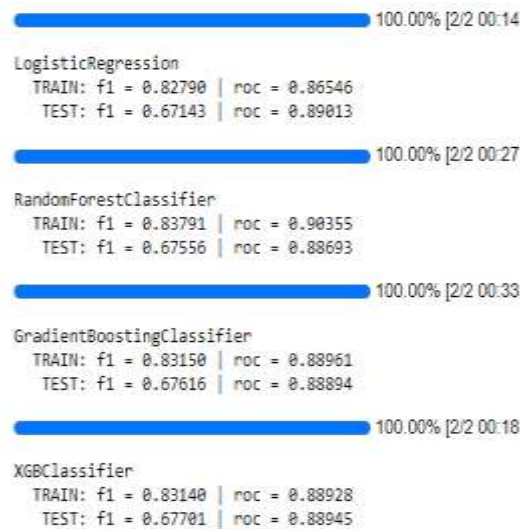 100.00% [2/2 00:14
LogisticRegression
TRAIN: f1 = 0.82790 | roc = 0.86546
TEST: f1 = 0.67143 | roc = 0.89013
100.00% [2/2 00:27
RandomForestClassifier
TRAIN: f1 = 0.83791 | roc = 0.90355
TEST: f1 = 0.67556 | roc = 0.88693
100.00% [2/2 00:33
GradientBoostingClassifier
TRAIN: f1 = 0.83150 | roc = 0.88961
TEST: f1 = 0.67616 | roc = 0.88894
100.00% [2/2 00:18
XGBClassifier
TRAIN: f1 = 0.83140 | roc = 0.88928
TEST: f1 = 0.67701 | roc = 0.88945